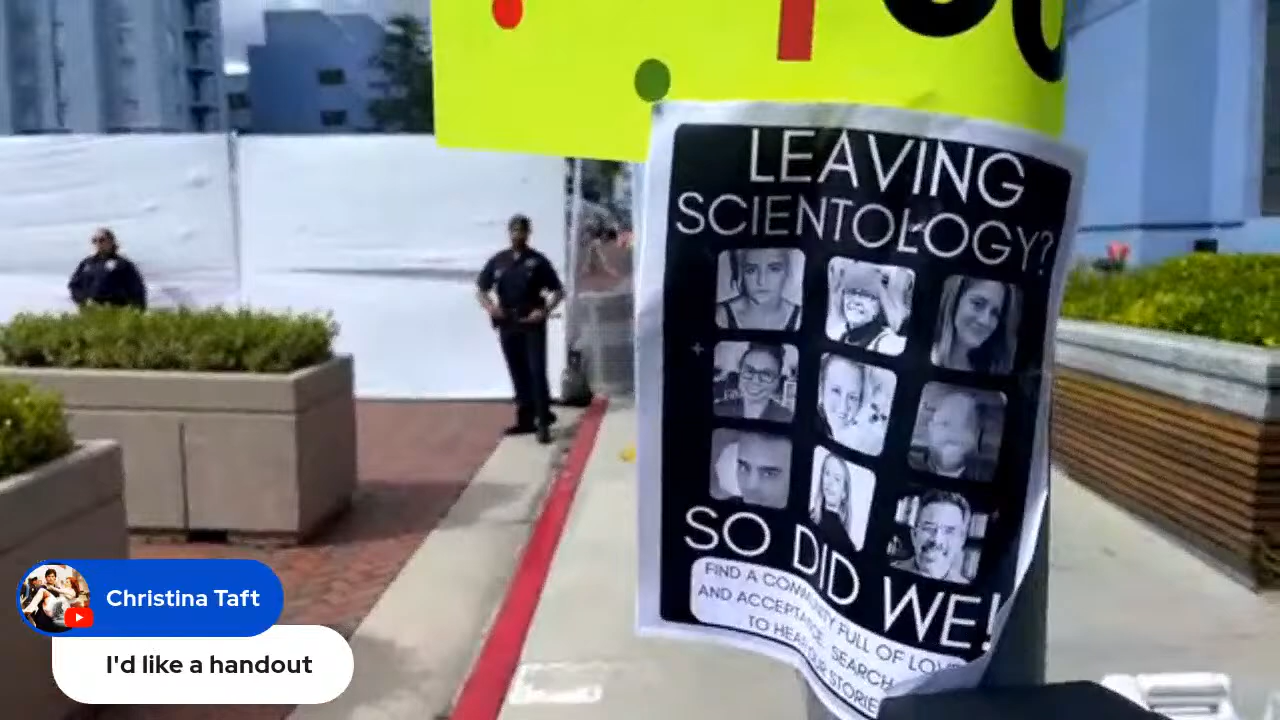 LEAVING
SCIENTOLOGY?
SO DID WE!
FIND A COMMUNITY FULL OF LOVE
AND ACCEPTANCE. SEARCH
TO HEAR OUR STORIES
Christina Taft
I'd like a handout